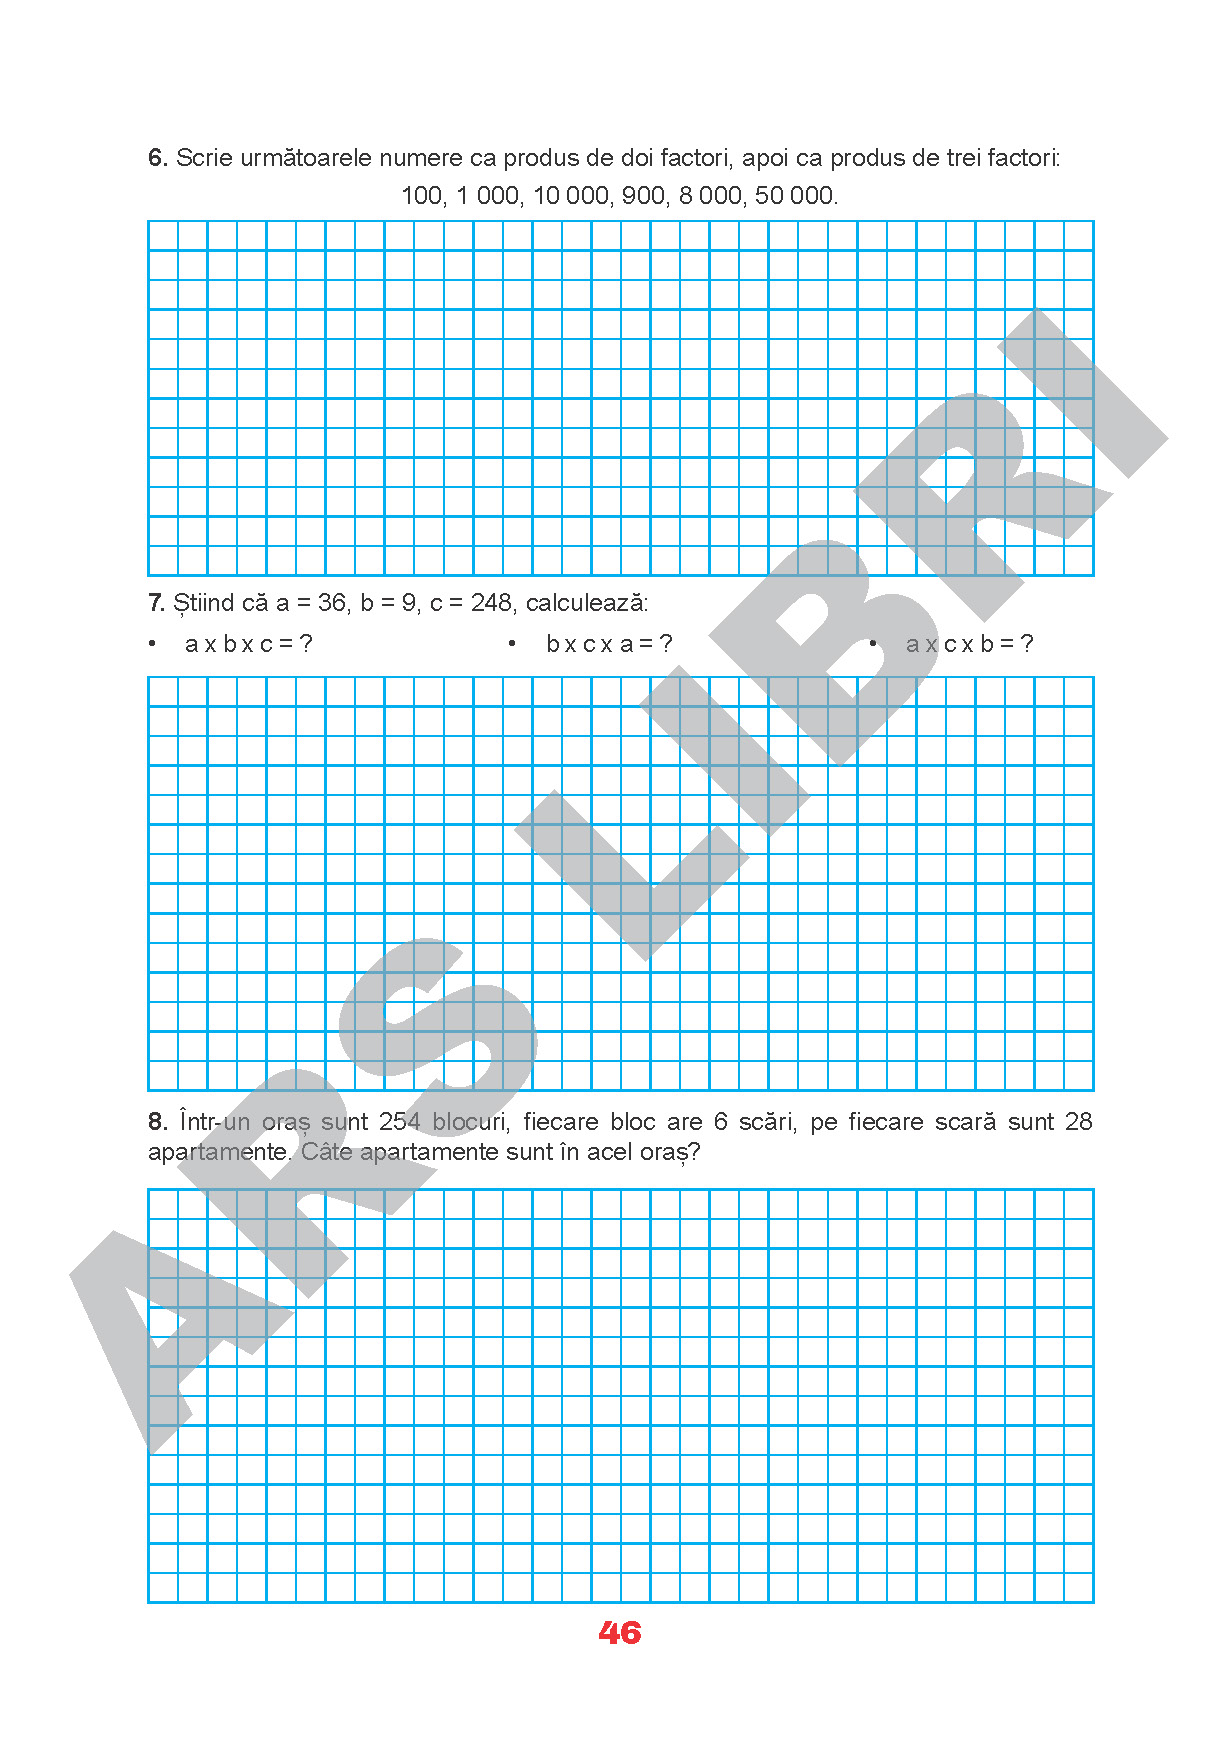 6. Scrie următoarele numere ca produs de doi factori, apoi ca produs de trei factori:
100, 1 000, 10 000, 900, 8 000, 50 000.
7. Știind că a = 36, b = 9, c = 248, calculează:
• a x b x c = ? • b x c x a = ? • a x c x b = ?
8. Într-un oraș sunt 254 blocuri, fiecare bloc are 6 scări, pe fiecare scară sunt 28
apartamente. Câte apartamente sunt în acel oraș?
46
ARS LIBRI